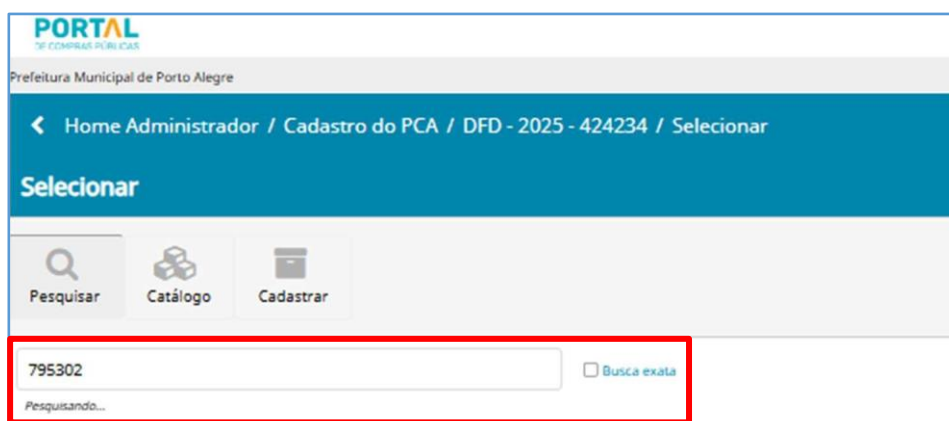 PORTAL
DE COMPRAS PÚBLICAS
Prefeitura Municipal de Porto Alegre
Home Administrador / Cadastro do PCA / DFD - 2025 - 424234 / Selecionar
Selecionar
Pesquisar Catálogo Cadastrar
795302 Busca exata
Pesquisando...